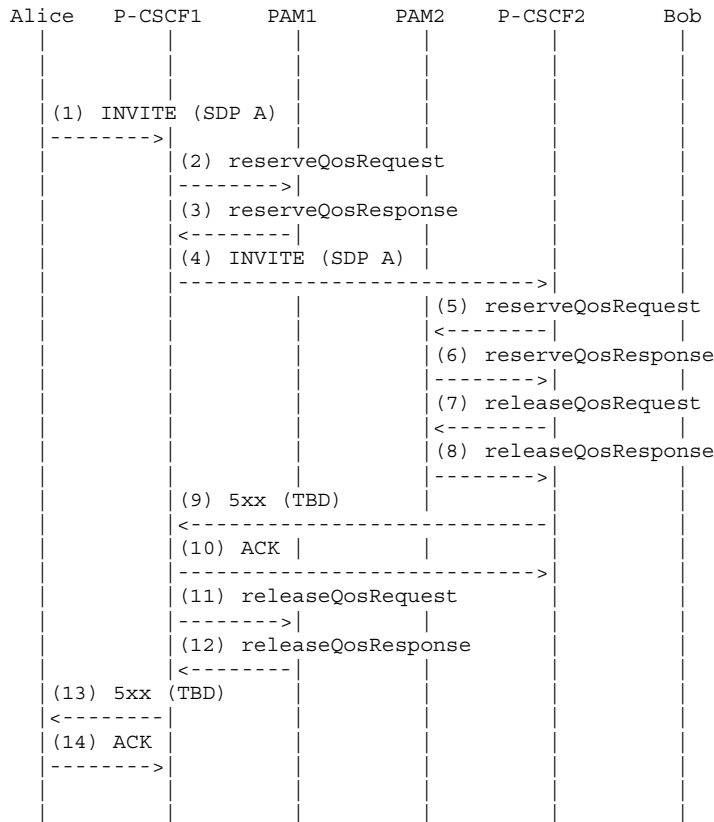 Alice P-CSCF1 PAM1 PAM2 P-CSCF2 Bob
(1) INVITE (SDP A)
(2) reserveQosRequest
(3) reserveQosResponse
(4) INVITE (SDP A)
(5) reserveQosRequest
(6) reserveQosResponse
(7) releaseQosRequest
(8) releaseQosResponse
(9) 5xx (TBD)
(10) ACK
(11) releaseQosRequest
(12) releaseQosResponse
(13) 5xx (TBD)
(14) ACK